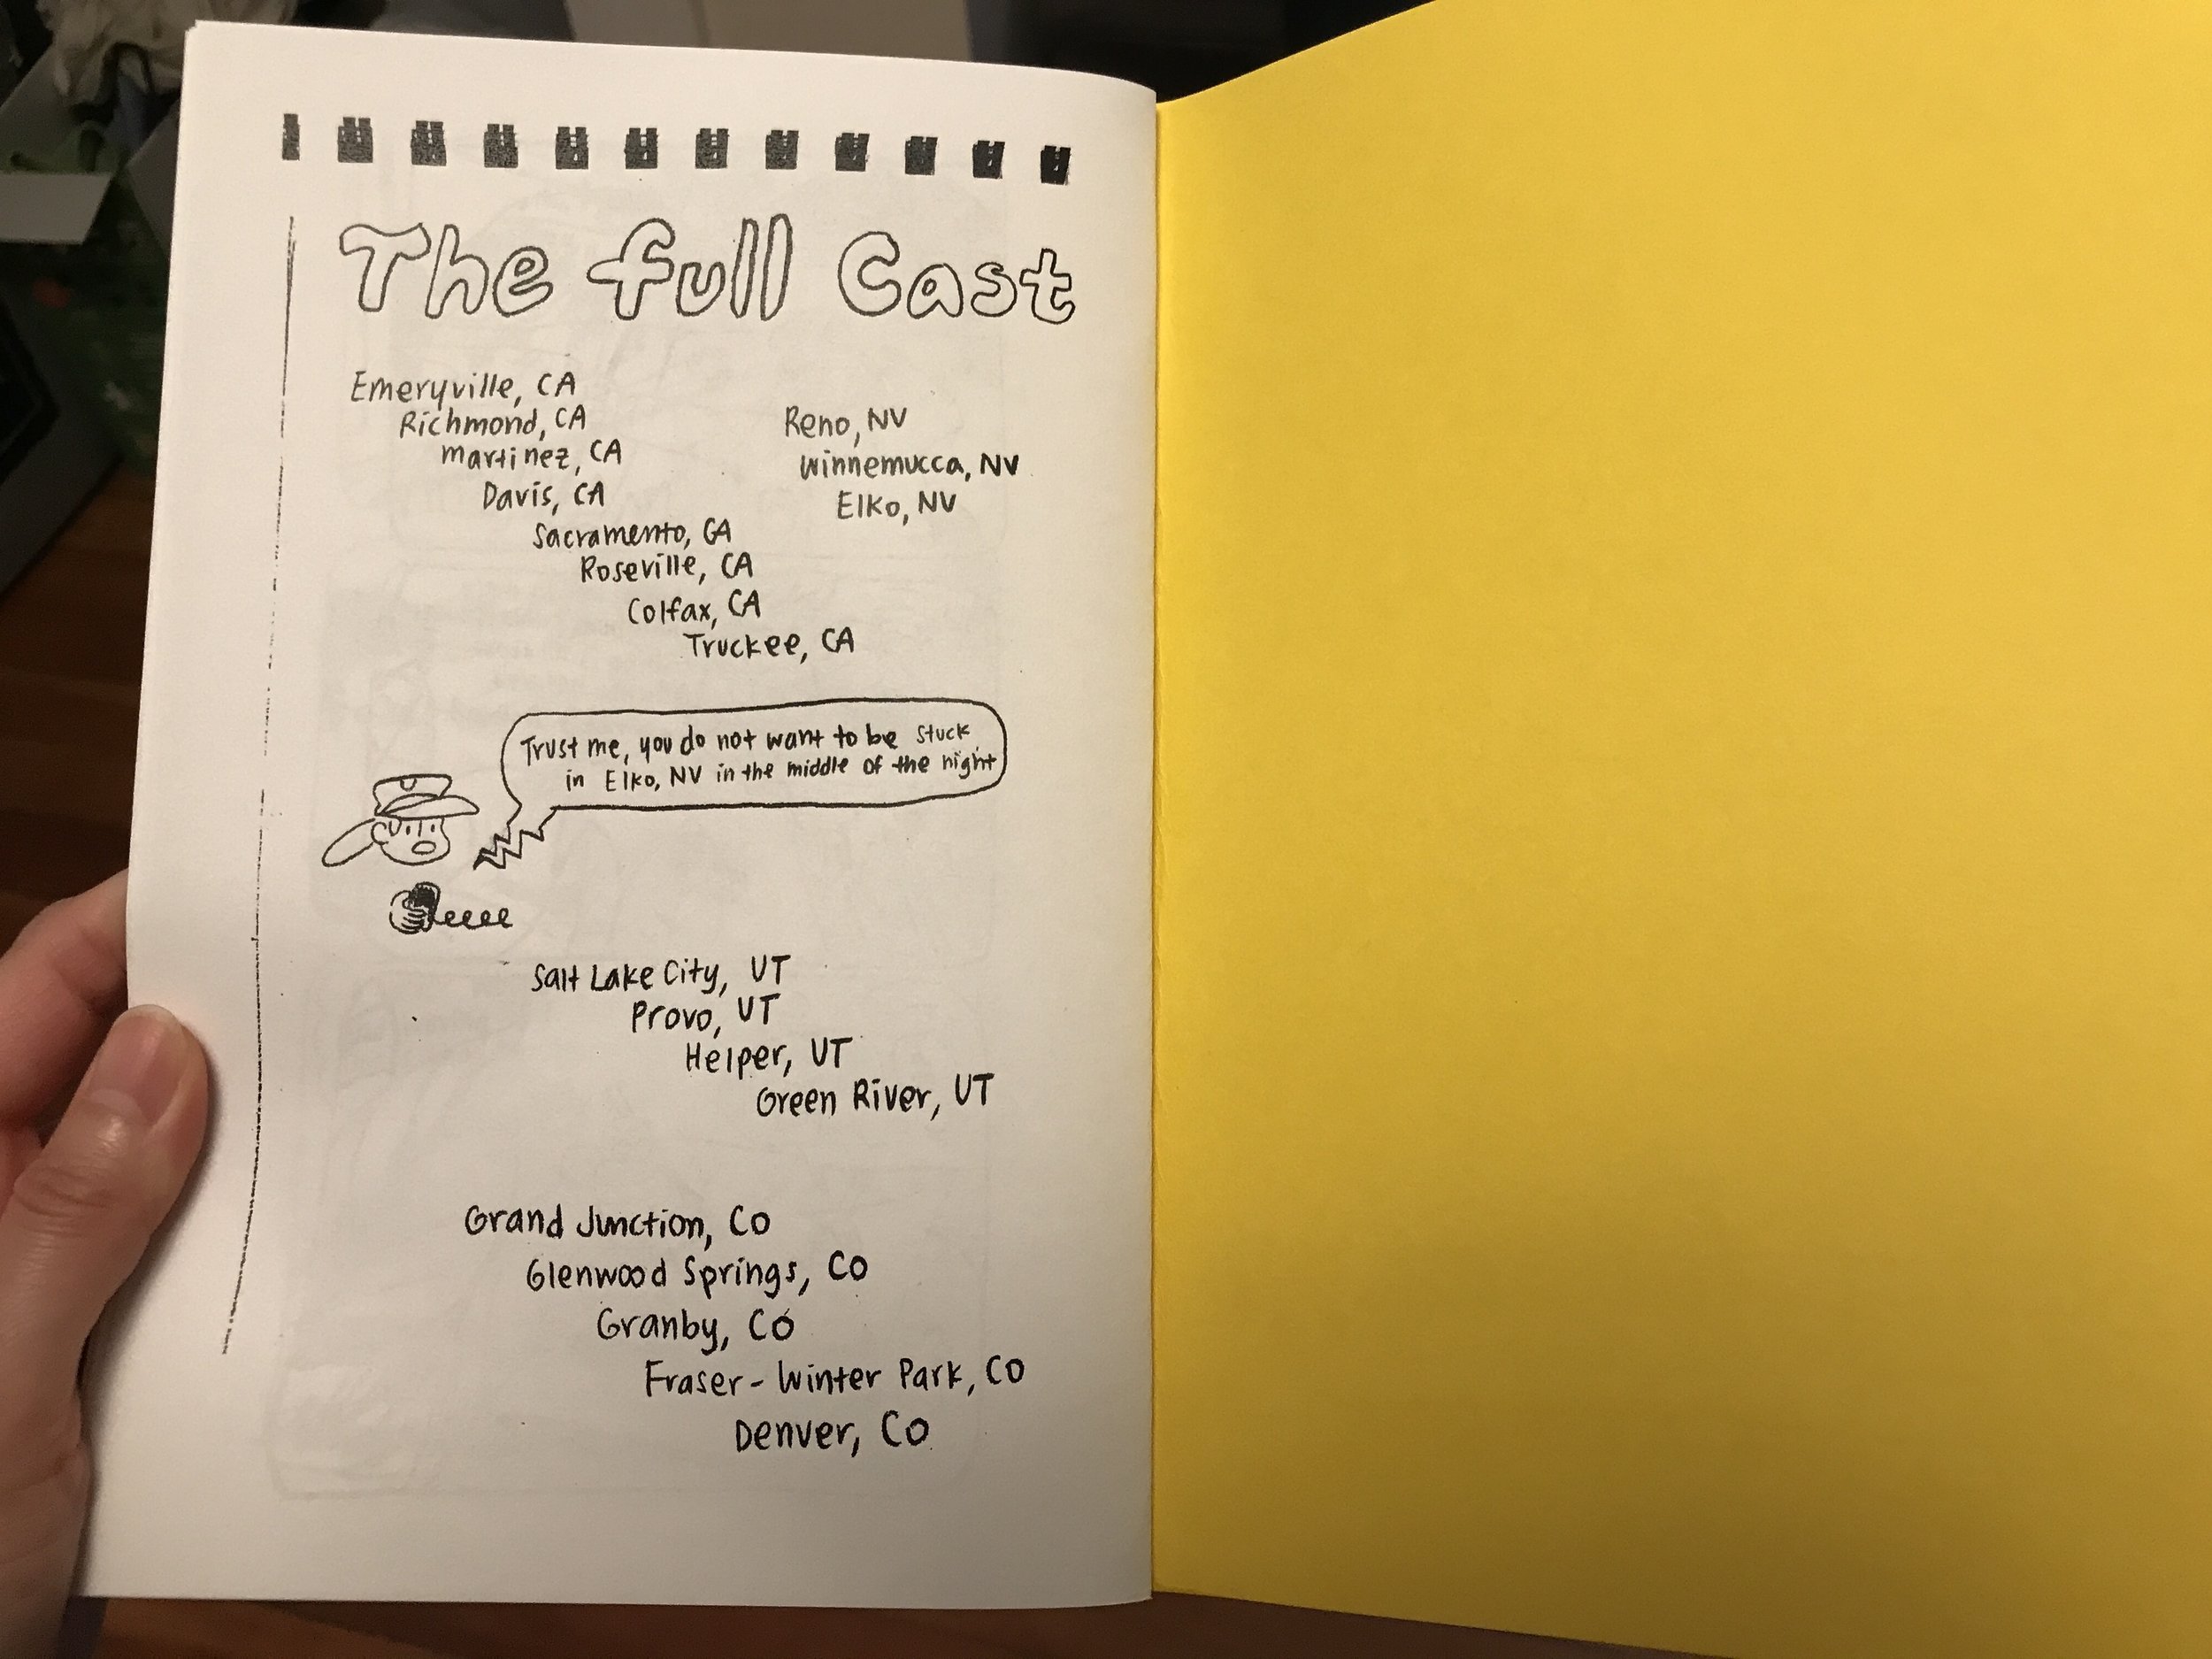 The full Cast
Emeryville, CA
Richmond, CA
Martinez, CA
Davis, CA
Sacramento, CA
Roseville, CA
Colfax, CA
Truckee, CA
Reno, NV
Winnemucca, NV
Elko, NV
Trust me, you do not want to be stuck
in Elko, NV in the middle of the night
Salt Lake City, UT
Provo, UT
Helper, UT
Green River, UT
Grand Junction, CO
Glenwood Springs, CO
Granby, CO
Fraser - Winter Park, CO
Denver, CO